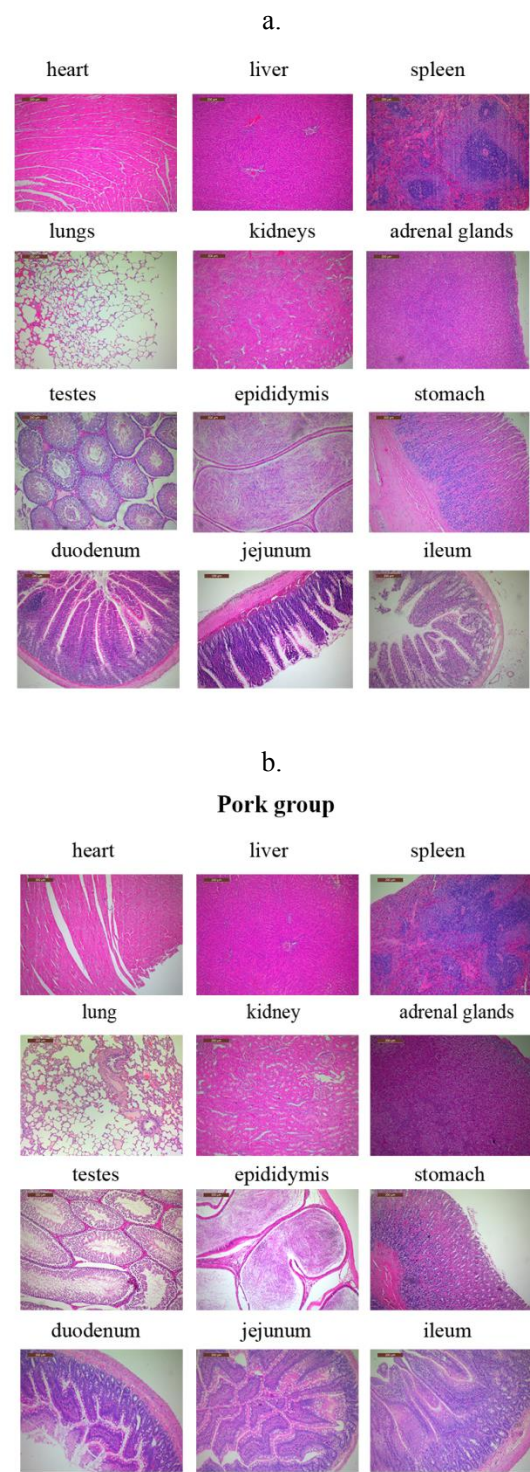 a.
heart liver spleen
lungs kidneys adrenal glands
testes epididymis stomach
duodenum jejunum ileum
b.
Pork group
heart liver spleen
lung kidney adrenal glands
testes epididymis stomach
duodenum jejunum ileum